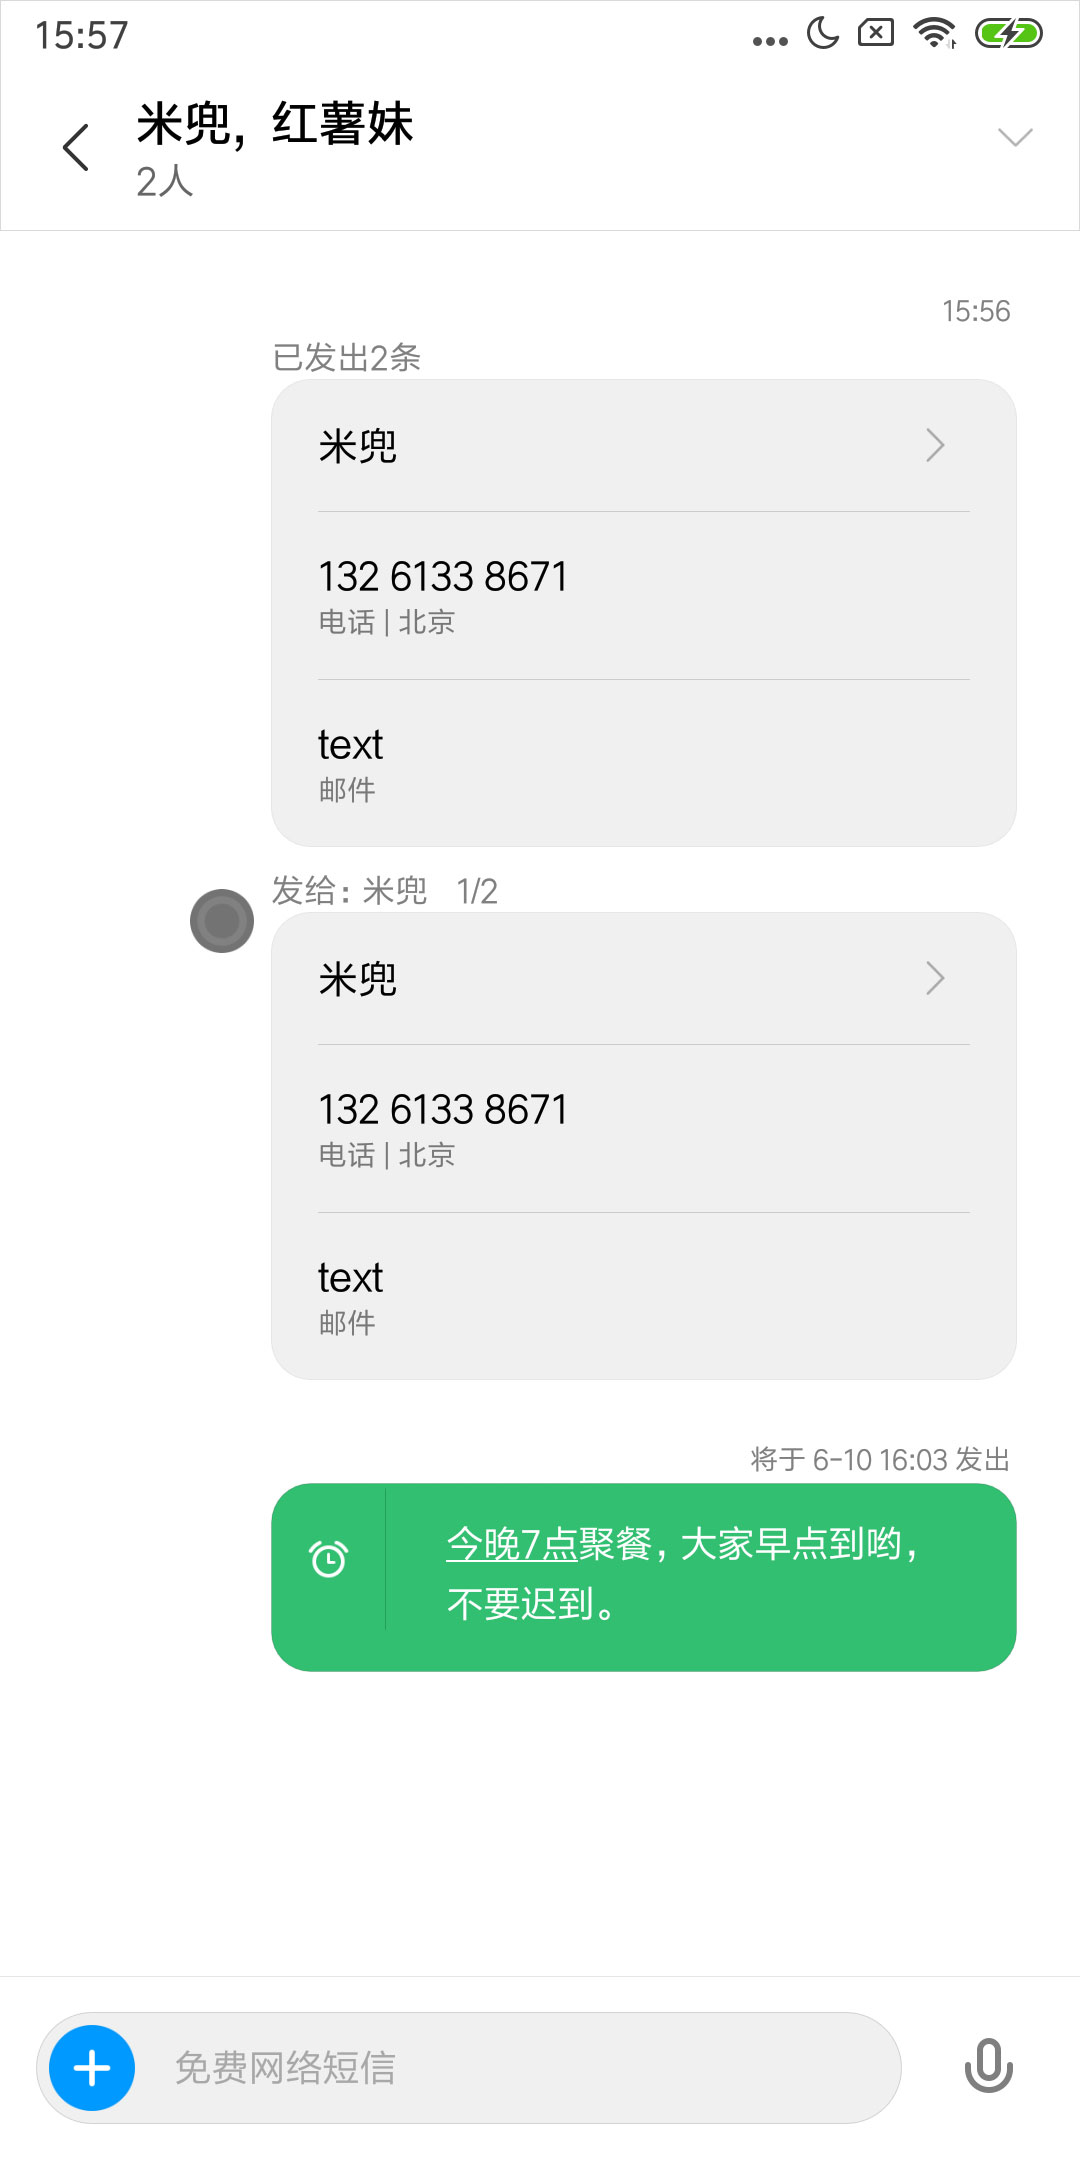 15:57
米兜，红薯妹
2人
15:56
已发出2条
米兜
132 6133 8671
电话 | 北京
text
邮件
发给：米兜 1/2
米兜
132 6133 8671
电话 | 北京
text
邮件
将于 6-10 16:03 发出
今晚7点聚餐，大家早点到哟，
不要迟到。
免费网络短信